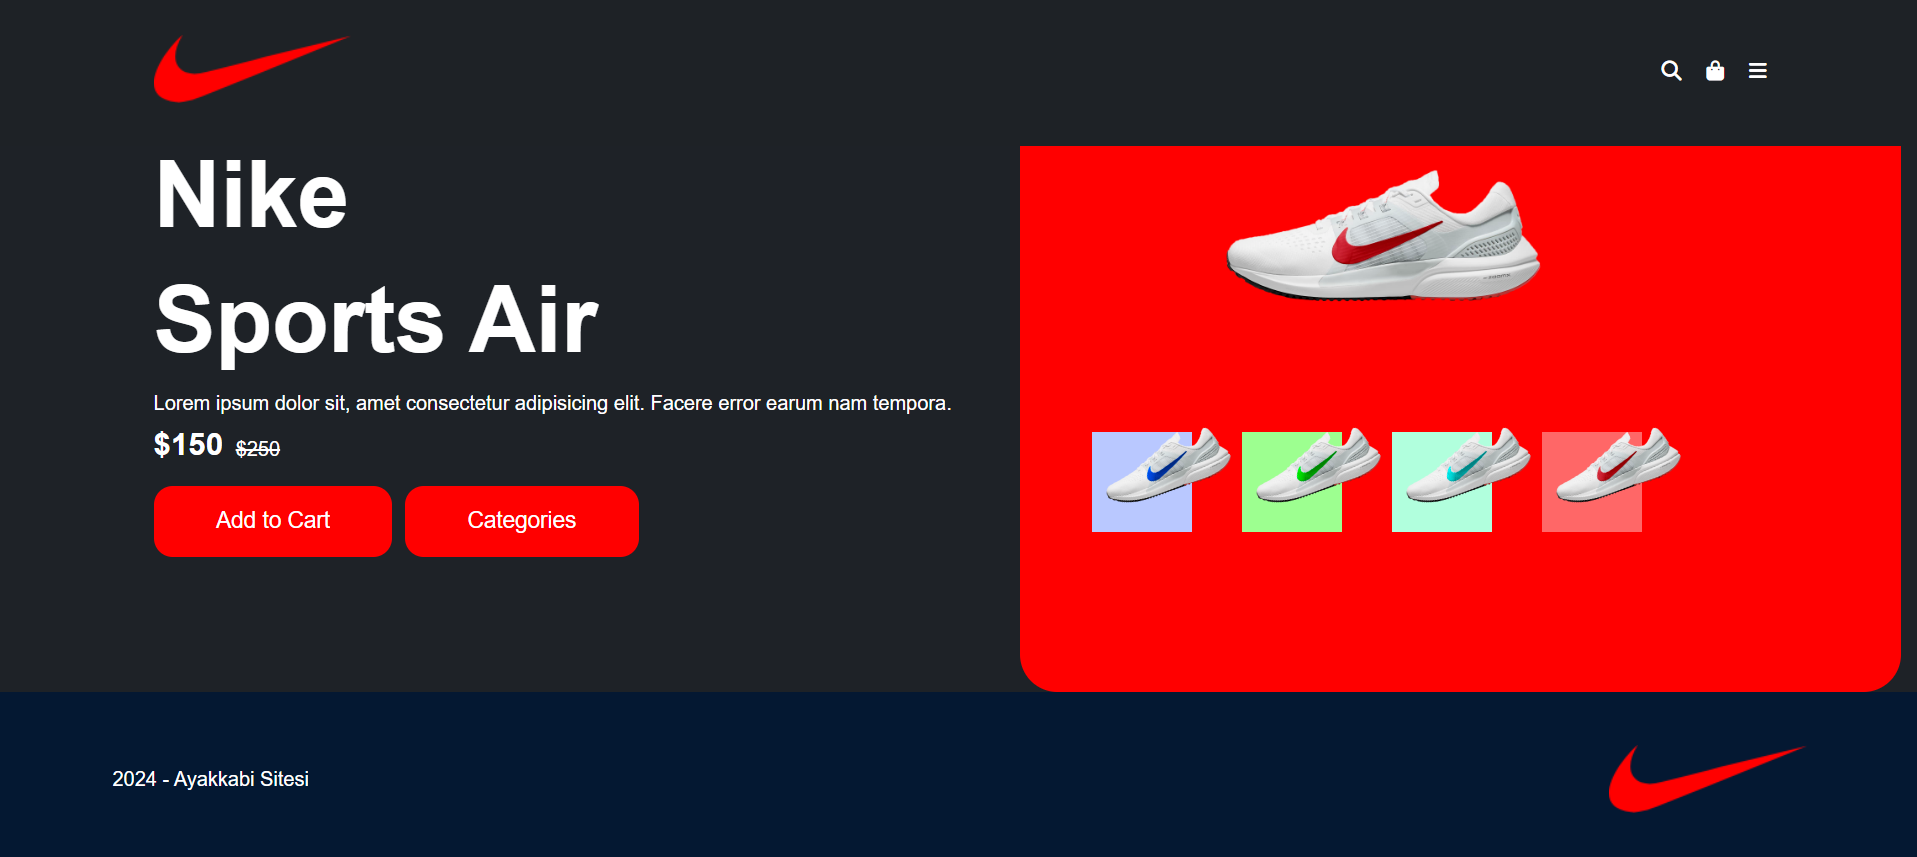 Nike
Sports Air
Lorem ipsum dolor sit, amet consectetur adipisicing elit. Facere error earum nam tempora.
$150 $250
Add to Cart
Categories
2024 - Ayakkabi Sitesi